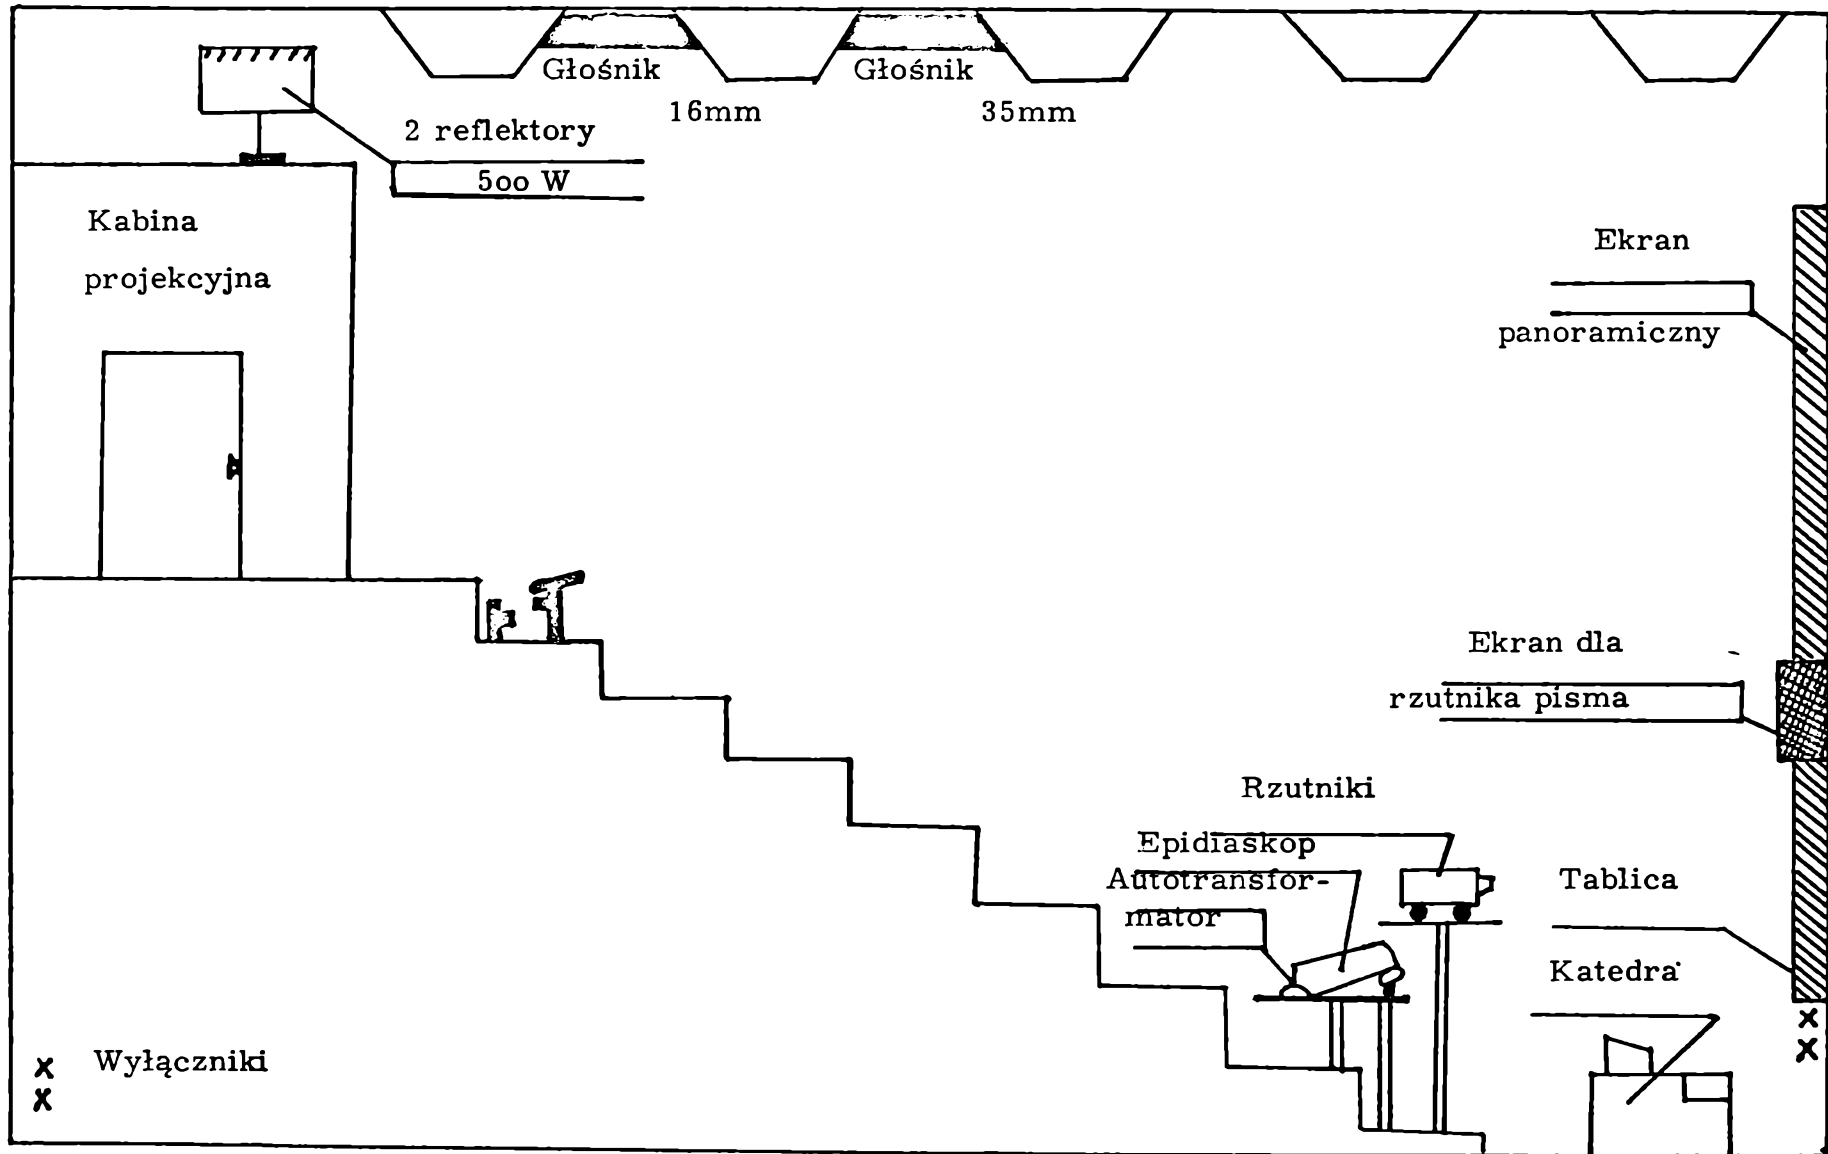 Głośnik
Głośnik
16mm
35mm
2 reflektory
5oo W
Kabina
projekcyjna
Ekran
panoramiczny
Ekran dla
rzutnika pisma
Rzutniki
Epidiaskop
Autotransfor-
mator
Tablica
Katedra
x
x
Wyłączniki
x
x